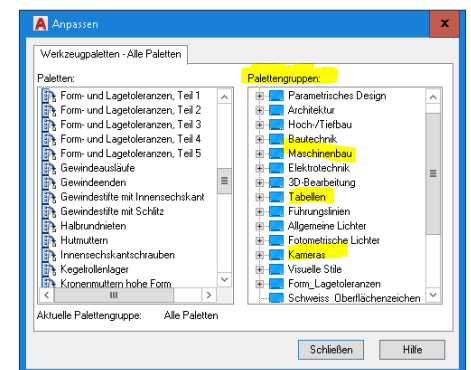 Anpassen
Werkzeugpaletten - Alle Paletten
Paletten:
Form- und Lagetoleranzen, Teil 1
Form- und Lagetoleranzen, Teil 2
Form- und Lagetoleranzen, Teil 3
Form- und Lagetoleranzen, Teil 4
Form- und Lagetoleranzen, Teil 5
Gewindeausläufe
Gewindeenden
Gewindestifte mit Innensechskant
Gewindestifte mit Schlitz
Halbrundnieten
Hutmuttern
Innensechskantschrauben
Kegelrollenlager
Kronenmuttern hohe Form
Palettengruppen:
Parametrisches Design
Architektur
Hoch-/Tiefbau
Bautechnik
Maschinenbau
Elektrotechnik
3D-Bearbeitung
Tabellen
Führungslinien
Allgemeine Lichter
Fotometrische Lichter
Kameras
Visuelle Stile
Form_Lagetoleranzen
Schweiss_Oberflächenzeichen
Aktuelle Palettengruppe: Alle Paletten
Schließen
Hilfe